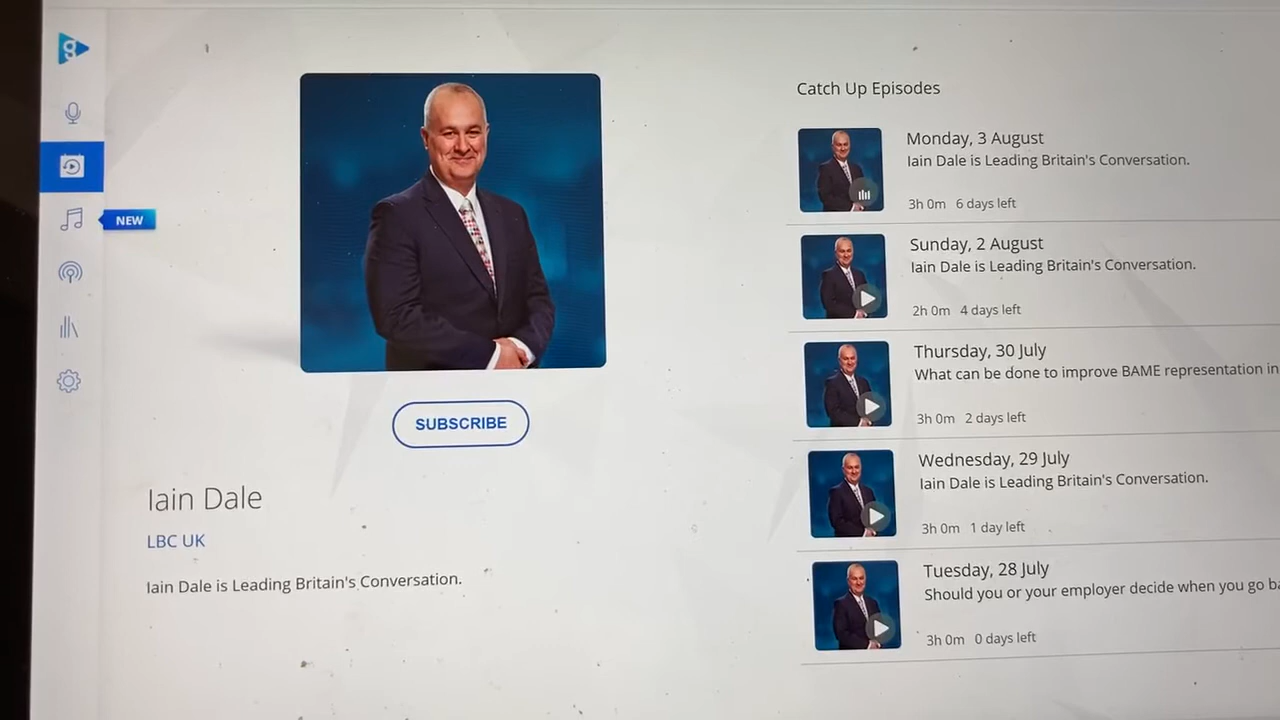 g
NEW
SUBSCRIBE
Iain Dale
LBC UK
Iain Dale is Leading Britain's Conversation.
Catch Up Episodes
Monday, 3 August
Iain Dale is Leading Britain's Conversation.
3h 0m 6 days left
Sunday, 2 August
Iain Dale is Leading Britain's Conversation.
2h 0m 4 days left
Thursday, 30 July
What can be done to improve BAME representation in
3h 0m 2 days left
Wednesday, 29 July
Iain Dale is Leading Britain's Conversation.
3h 0m 1 day left
Tuesday, 28 July
Should you or your employer decide when you go ba
3h 0m 0 days left